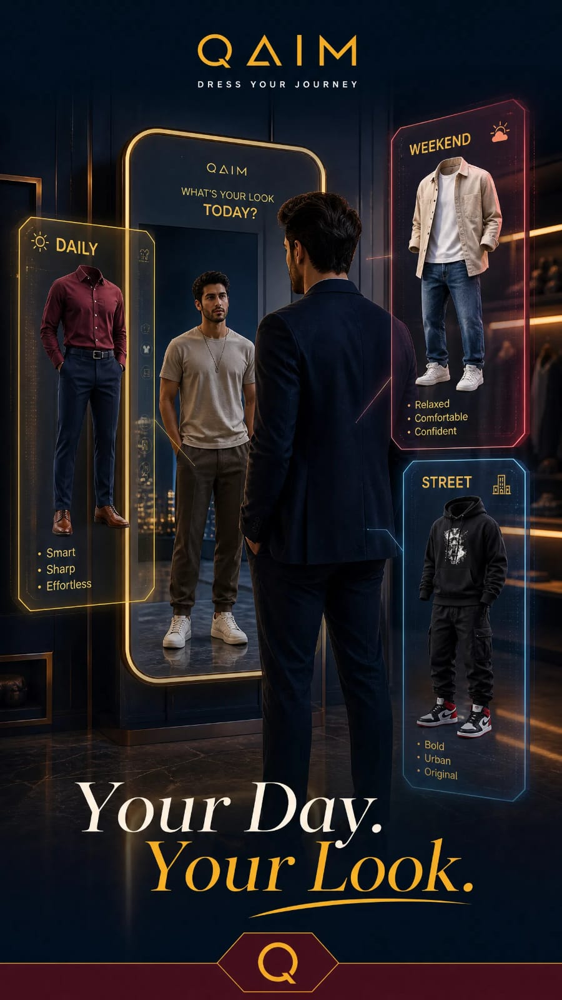 QAIM
DRESS YOUR JOURNEY
QAIM
WHAT'S YOUR LOOK
TODAY?
DAILY
• Smart
• Sharp
• Effortless
WEEKEND
• Relaxed
• Comfortable
• Confident
STREET
• Bold
• Urban
• Original
Your Day.
Your Look.
Q